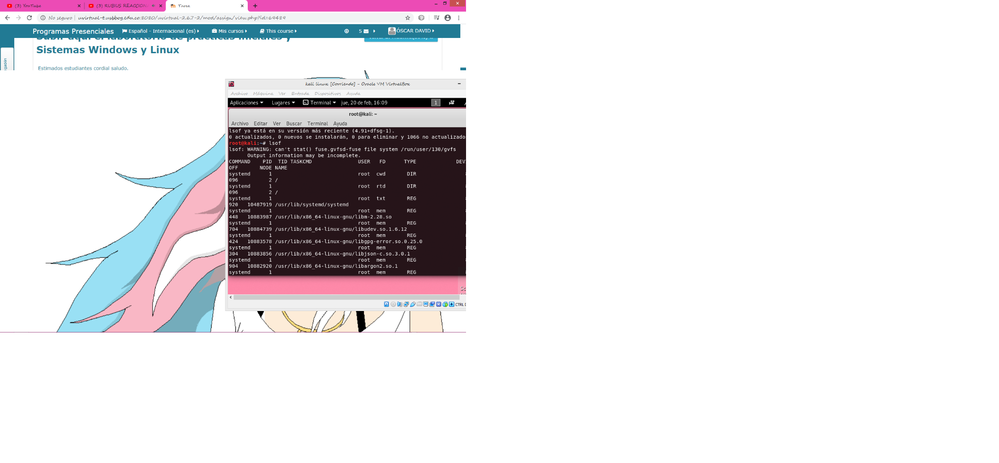 (3) YouTube
(3) RUBIUS REACCION
Tarea
No seguro
uvirtual-t.usbbog.edu.co:8080/uvirtual-2.6.7-2/mod/assign/view.php?id=69489
Programas Presenciales
Español - Internacional (es)
Mis cursos
This course
5
ÓSCAR DAVID
Subir aquí el laboratorio de prácticas iniciales y
Sistemas Windows y Linux
Estimados estudiantes cordial saludo.
kali linux [Corriendo] - Oracle VM VirtualBox
Archivo Máquina Ver Entrada Dispositivos Ayuda
Aplicaciones Lugares Terminal jue, 20 de feb, 16:09 1
root@kali: ~
Archivo Editar Ver Buscar Terminal Ayuda
lsof ya está en su versión más reciente (4.91+dfsg-1).
0 actualizados, 0 nuevos se instalarán, 0 para eliminar y 1066 no actualizado
root@kali:~# lsof
lsof: WARNING: can't stat() fuse.gvfsd-fuse file system /run/user/130/gvfs
Output information may be incomplete.
COMMAND PID TID TASKCMD USER FD TYPE DEV
OFF NODE NAME
systemd 1 root cwd DIR
096 2 /
systemd 1 root rtd DIR
096 2 /
systemd 1 root txt REG
920 10487919 /usr/lib/systemd/systemd
systemd 1 root mem REG
448 10883987 /usr/lib/x86_64-linux-gnu/libm-2.28.so
systemd 1 root mem REG
704 10884739 /usr/lib/x86_64-linux-gnu/libudev.so.1.6.12
systemd 1 root mem REG
424 10883578 /usr/lib/x86_64-linux-gnu/libgpg-error.so.0.25.0
systemd 1 root mem REG
304 10883856 /usr/lib/x86_64-linux-gnu/libjson-c.so.3.0.1
systemd 1 root mem REG
904 10882920 /usr/lib/x86_64-linux-gnu/libargon2.so.1
systemd 1 root mem REG
Sc
CTRL D